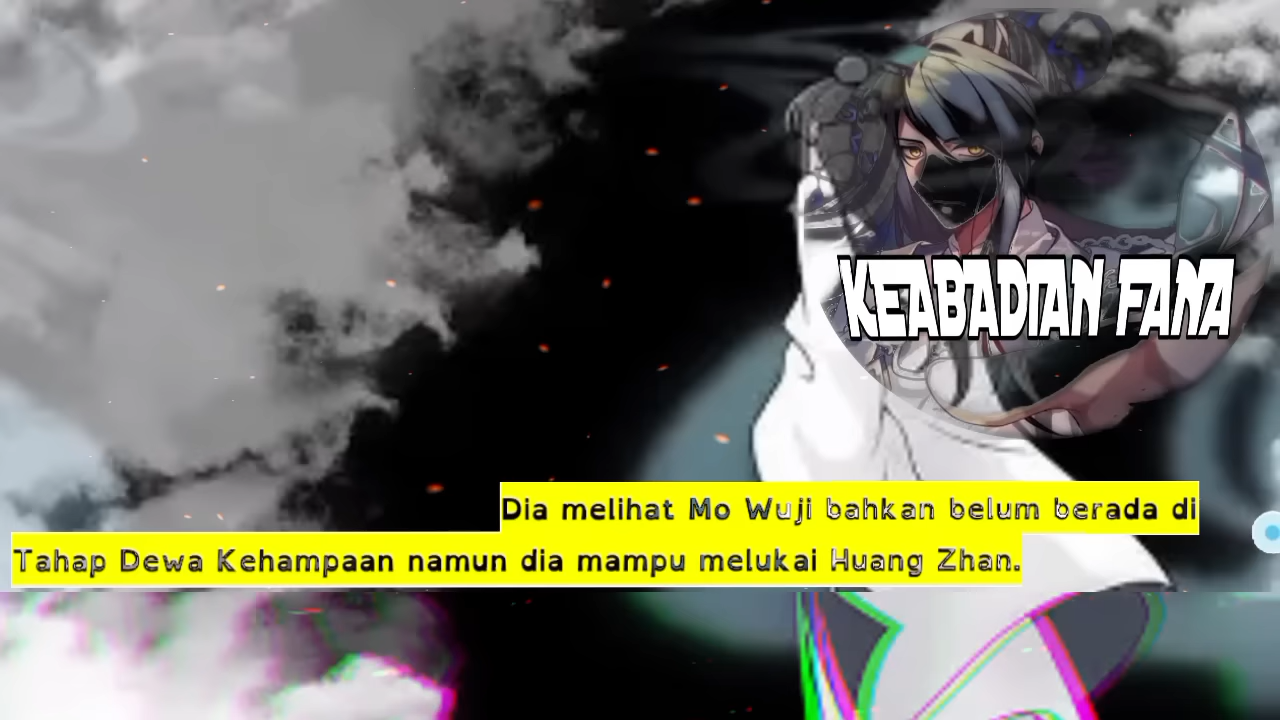 KEABADIAN FANA
Dia melihat Mo Wuji bahkan belum berada di
Tahap Dewa Kehampaan namun dia mampu melukai Huang Zhan.